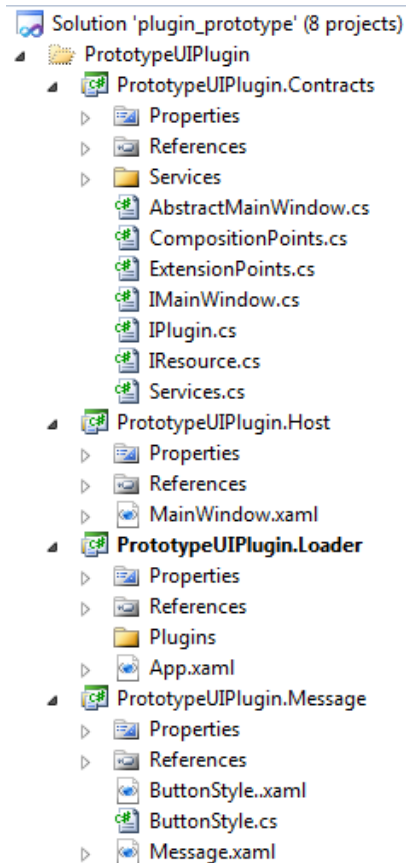 Solution 'plugin_prototype' (8 projects)
PrototypeUIPlugin
PrototypeUIPlugin.Contracts
Properties
References
Services
AbstractMainWindow.cs
CompositionPoints.cs
ExtensionPoints.cs
IMainWindow.cs
IPlugin.cs
IResource.cs
Services.cs
PrototypeUIPlugin.Host
Properties
References
MainWindow.xaml
PrototypeUIPlugin.Loader
Properties
References
Plugins
App.xaml
PrototypeUIPlugin.Message
Properties
References
ButtonStyle..xaml
ButtonStyle.cs
Message.xaml